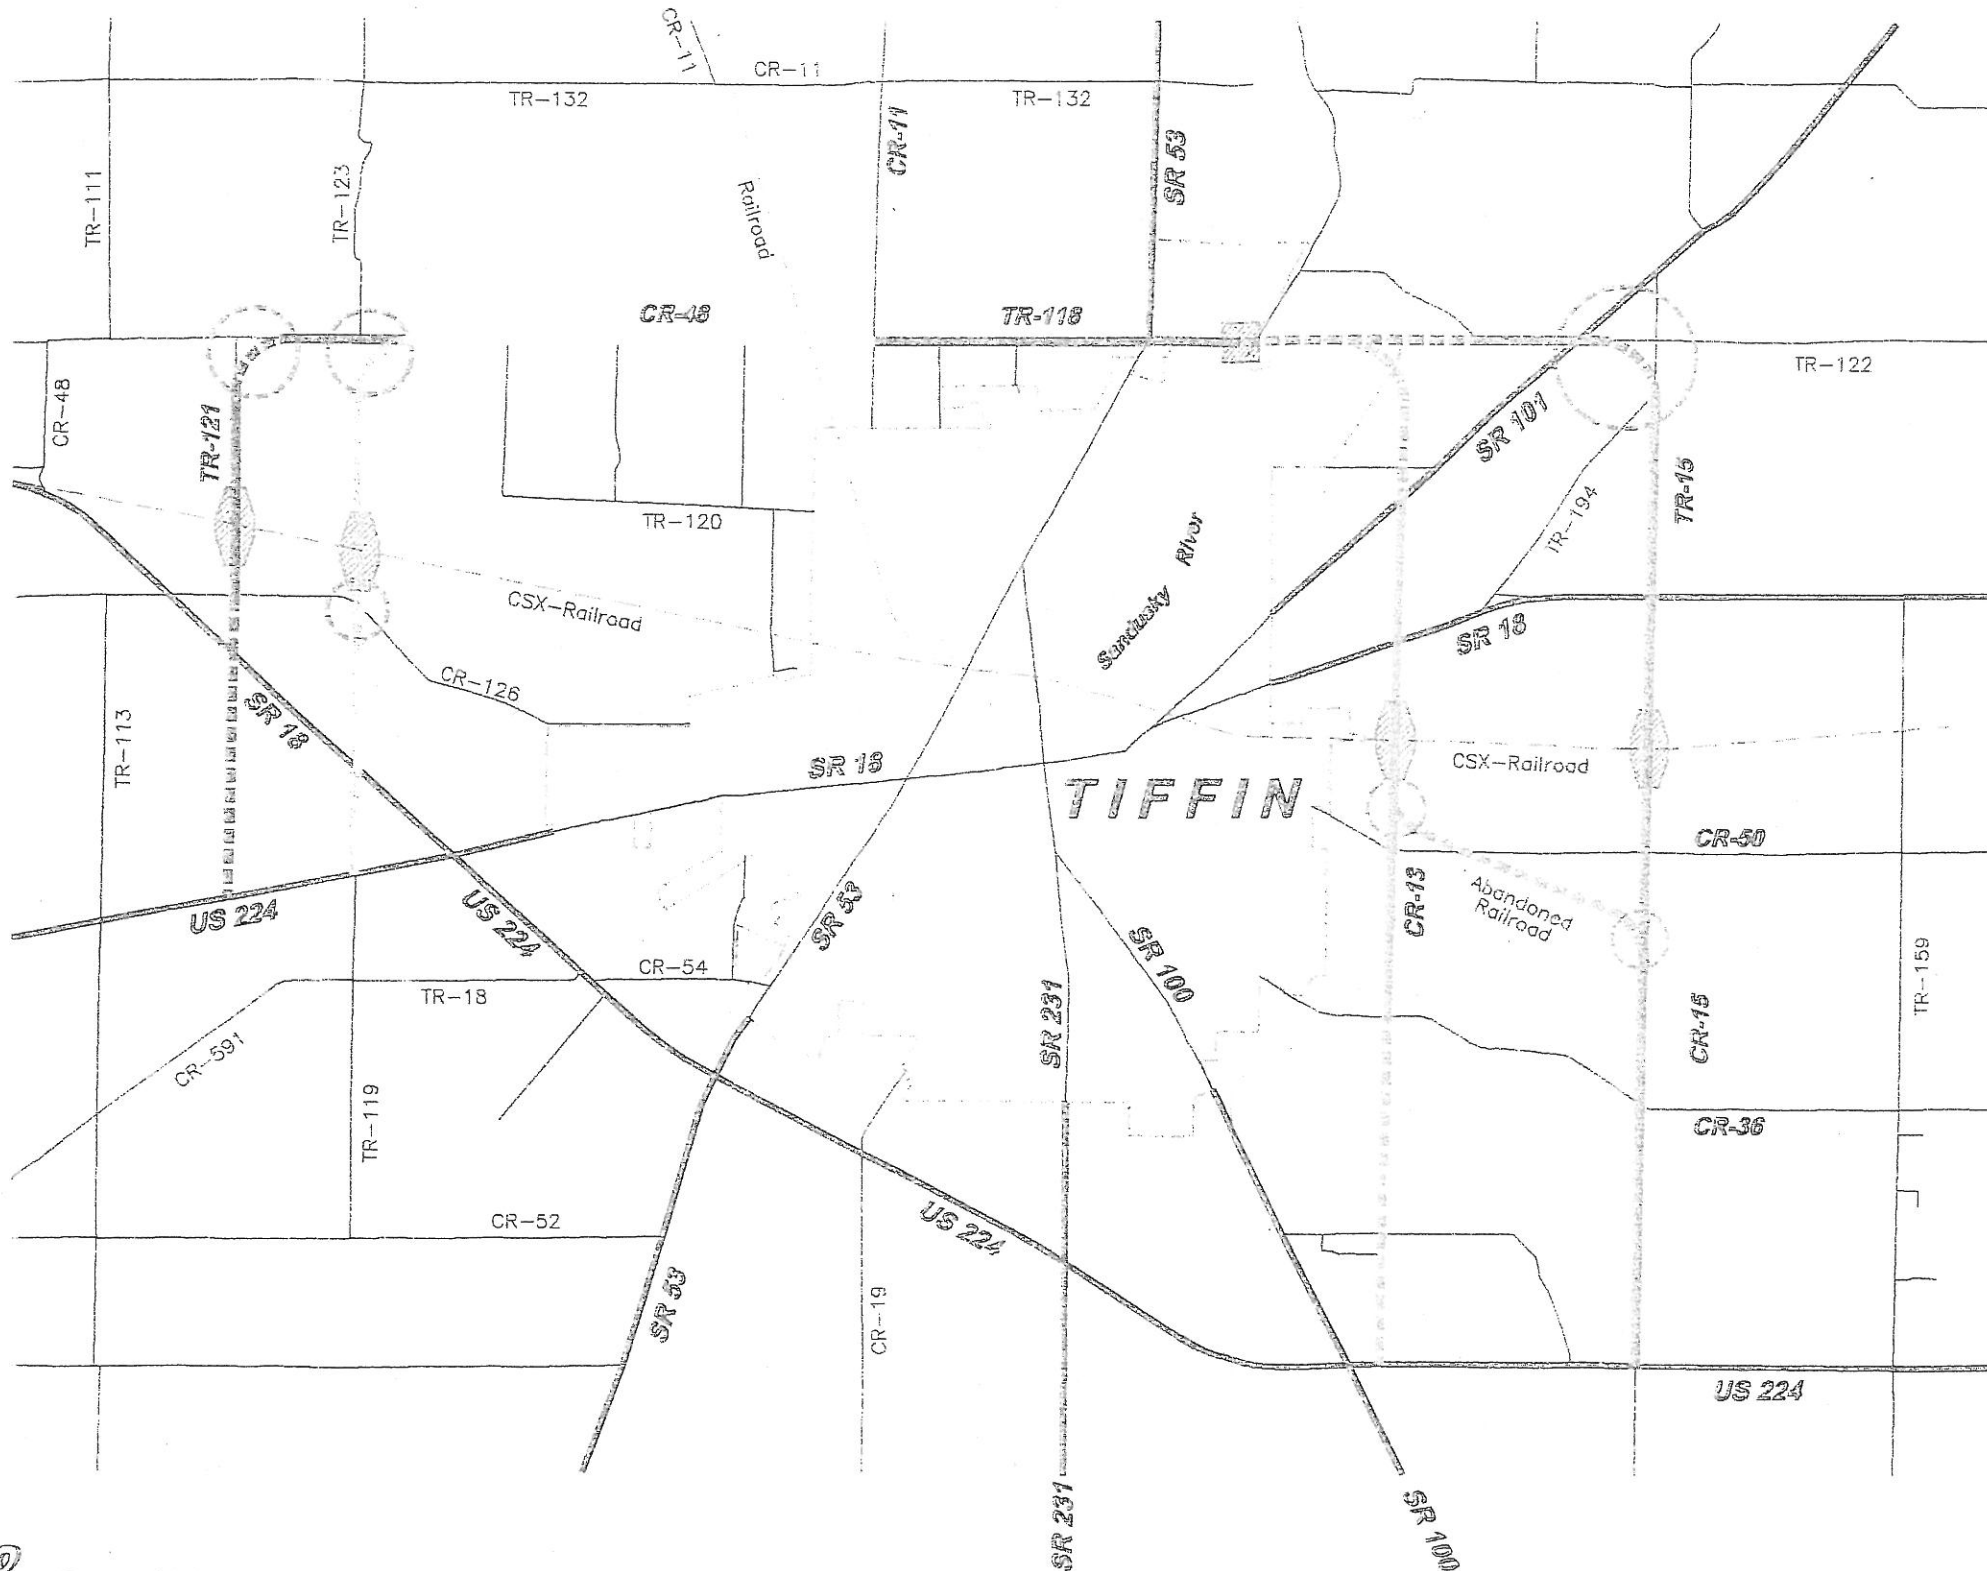 CR-11
CR-11
TR-132
TR-132
CR-11
SR 53
TR-111
TR-123
Railroad
CR-48
TR-118
TR-122
CR-48
TR-121
SR 101
TR-15
TR-194
TR-120
Sandusky River
CSX-Railroad
SR 18
CR-126
SR 18
TR-113
SR 18
CSX-Railroad
TIFFIN
CR-50
CR-13
Abandoned
Railroad
US 224
US 224
SR 53
SR 100
TR-159
CR-54
TR-18
SR 231
CR-15
CR-591
TR-119
CR-36
CR-52
US 224
SR 53
CR-19
US 224
SR 231
SR 100